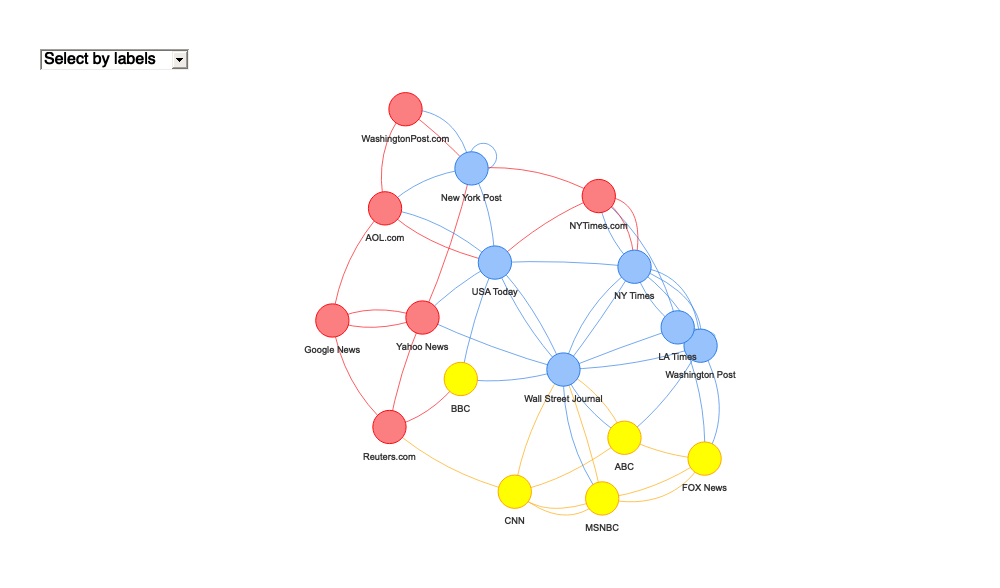 Select by labels
WashingtonPost.com
New York Post
NYTimes.com
AOL.com
USA Today
NY Times
Google News
Yahoo News
LA Times
Washington Post
BBC
Wall Street Journal
Reuters.com
ABC
FOX News
CNN
MSNBC